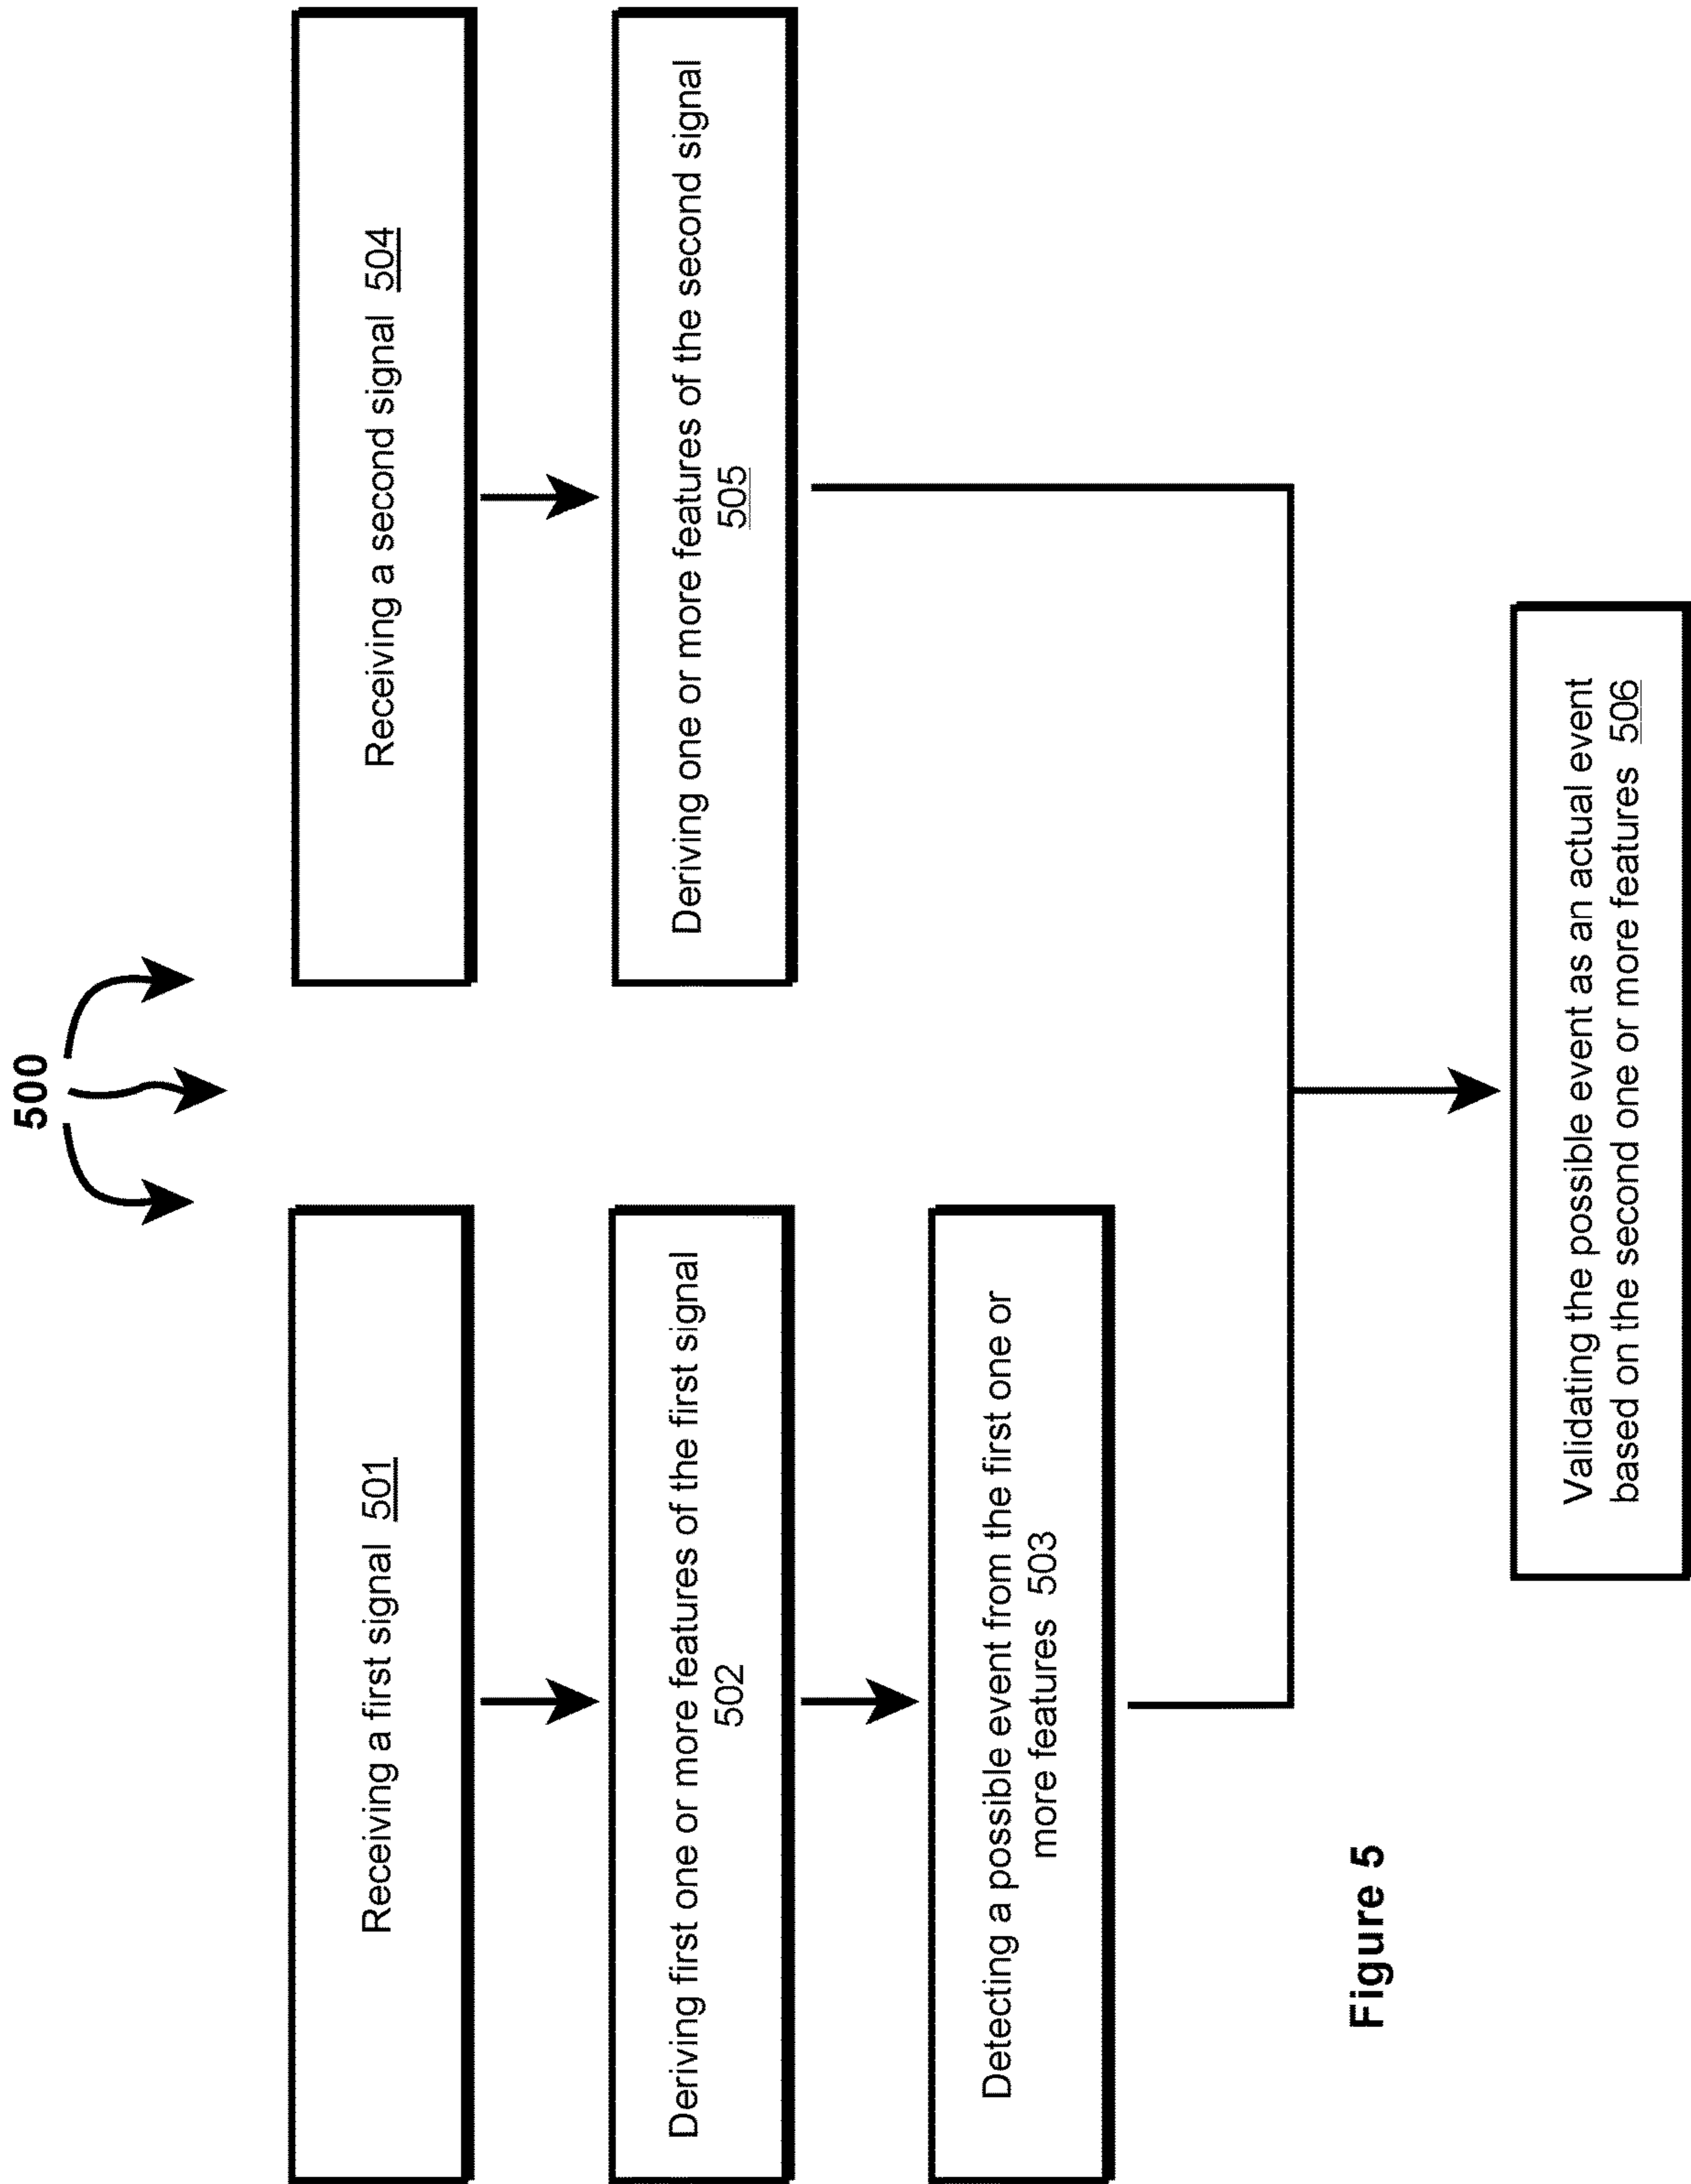 500
Receiving a first signal 501
Deriving first one or more features of the first signal
502
Detecting a possible event from the first one or
more features 503
Receiving a second signal 504
Deriving one or more features of the second signal
505
Validating the possible event as an actual event
based on the second one or more features 506
Figure 5